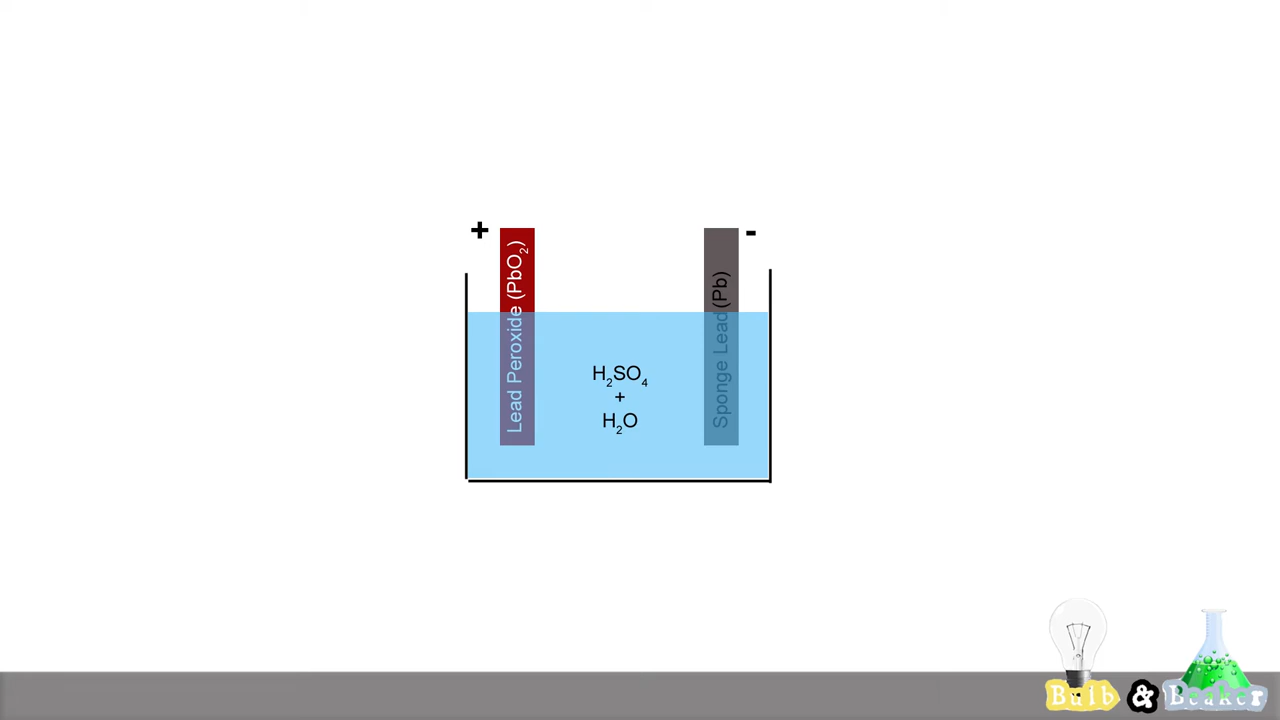 +
-
Lead Peroxide (PbO₂)
Sponge Lead(Pb)
H₂SO₄
+
H₂O
Bulb & Beaker